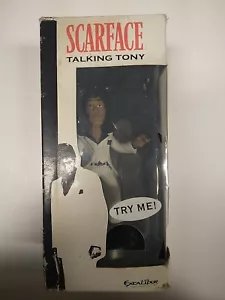 SCARFACE
TALKING TONY
TRY ME!
EXCALIBUR